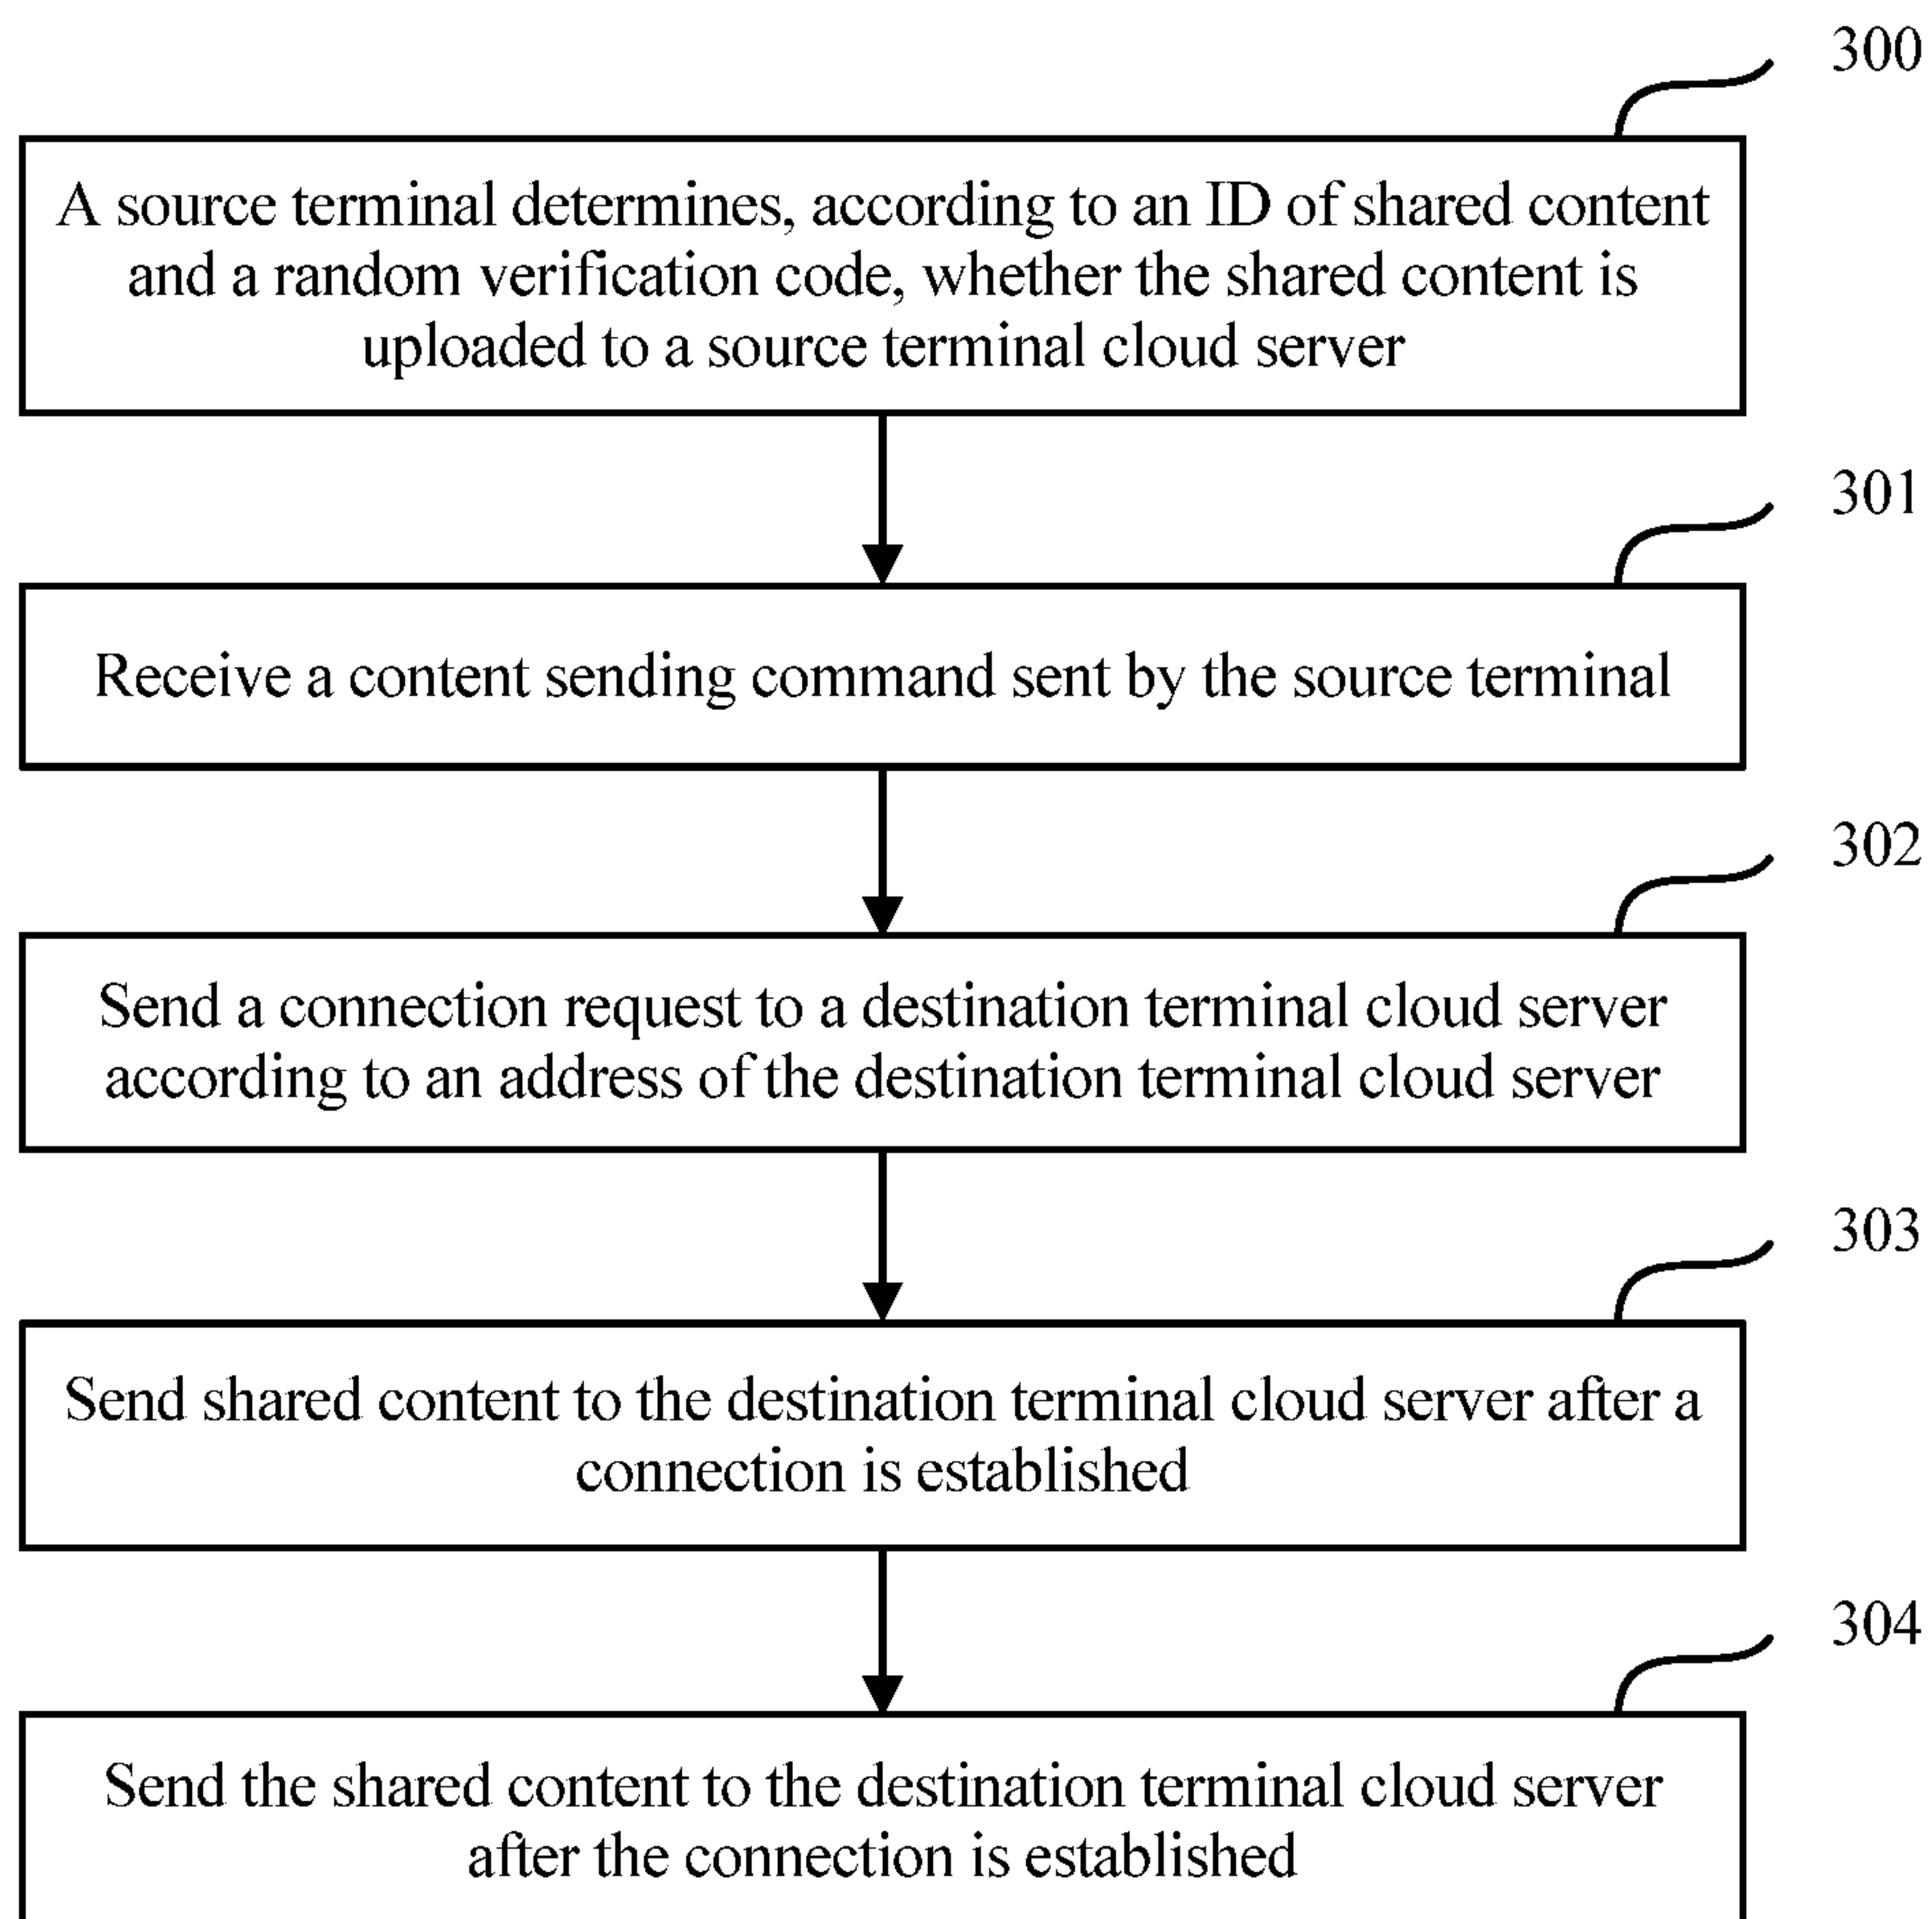 300
A source terminal determines, according to an ID of shared content
and a random verification code, whether the shared content is
uploaded to a source terminal cloud server
301
Receive a content sending command sent by the source terminal
302
Send a connection request to a destination terminal cloud server
according to an address of the destination terminal cloud server
303
Send shared content to the destination terminal cloud server after a
connection is established
304
Send the shared content to the destination terminal cloud server
after the connection is established